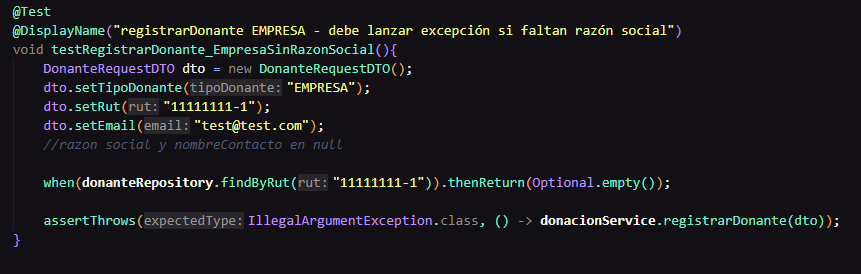 @Test
@DisplayName("registrarDonante EMPRESA - debe lanzar excepción si faltan razón social")
void testRegistrarDonante_EmpresaSinRazonSocial(){
    DonanteRequestDTO dto = new DonanteRequestDTO();
    dto.setTipoDonante(tipoDonante: "EMPRESA");
    dto.setRut(rut: "11111111-1");
    dto.setEmail(email: "test@test.com");
    //razon social y nombreContacto en null

    when(donanteRepository.findByRut(rut: "11111111-1")).thenReturn(Optional.empty());

    assertThrows(expectedType: IllegalArgumentException.class, () -> donacionService.registrarDonante(dto));
}